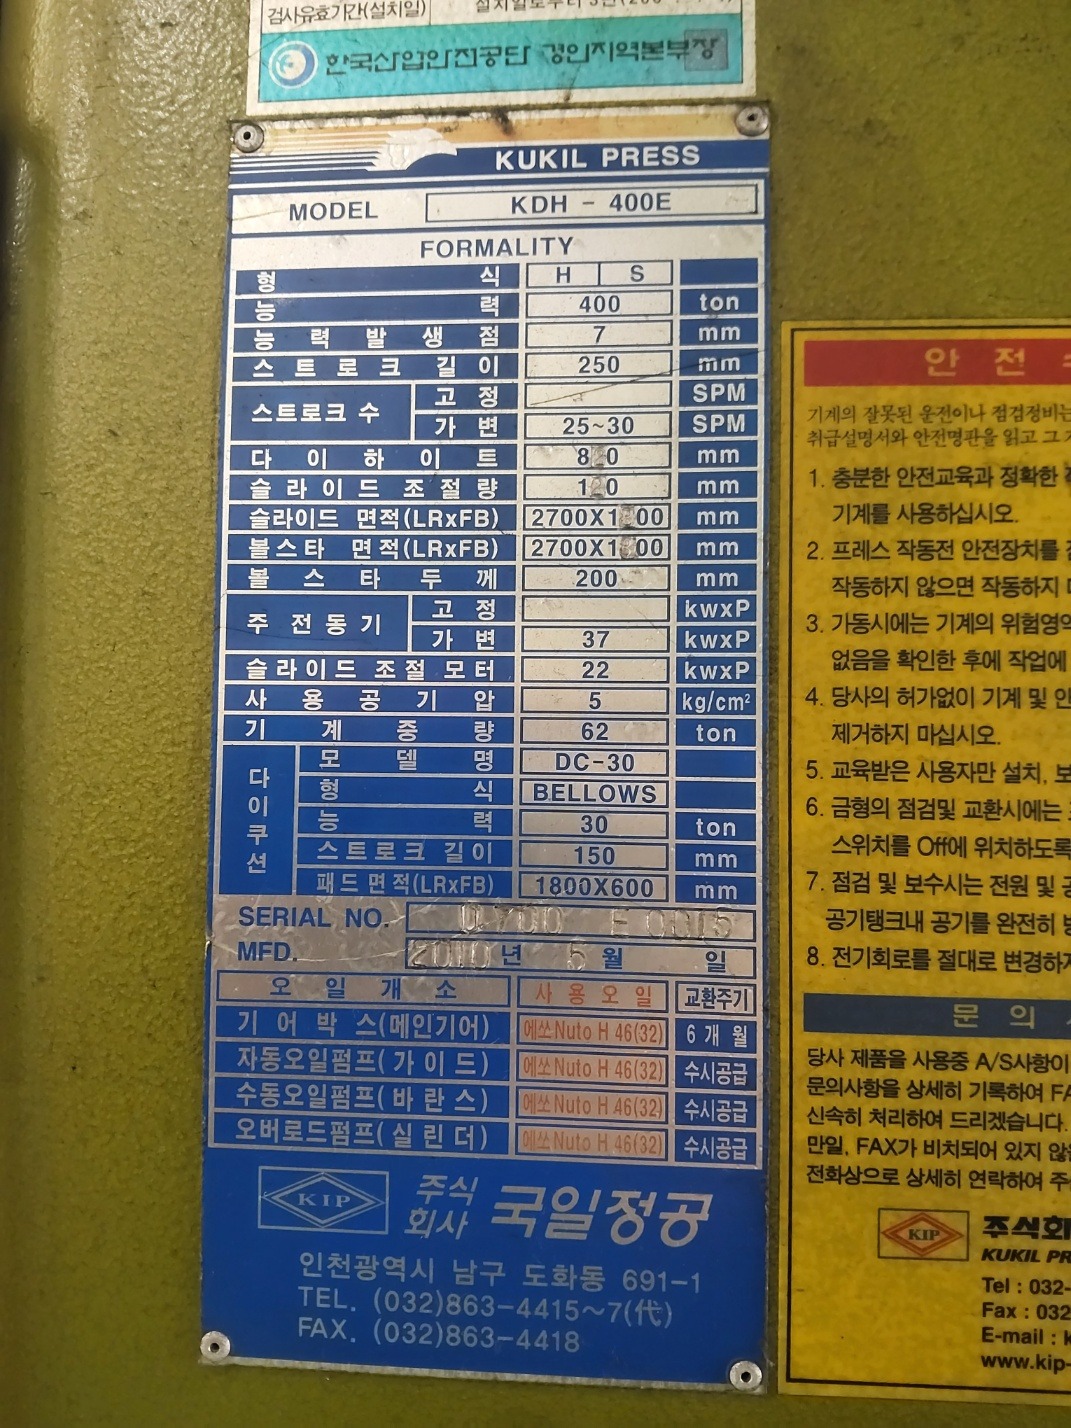 검사유효기간(설치일)
한국산업안전공단 경인지역본부장
KUKIL PRESS
MODEL KDH - 400E
FORMALITY
형 식 H S
능 력 400 ton
능 력 발 생 점 7 mm
스트로크 길이 250 mm
스트로크 수 고 정 SPM
가 변 25~30 SPM
다 이 하 이 트 mm
슬 라 이 드 조 절 량 mm
슬라이드 면적(LRxFB) mm
볼스타 면적(LRxFB) mm
볼 스 타 두 께 200 mm
주 전 동 기 고 정 kwxP
가 변 37 kwxP
슬라이드 조절 모터 22 kwxP
사 용 공 기 압 5 kg/cm²
기 계 중 량 62 ton
다이쿠션 모 델 명 DC-30
형 식 BELLOWS
능 력 30 ton
스트로크 길이 150 mm
패드면적(LRxFB) 1800X600 mm
SERIAL NO.
MFD. 년 5 월 일
오 일 개 소 사 용 오 일 교환주기
기 어 박 스(메인기어) 에쏘 Nuto H 46(32) 6 개 월
자동오일펌프(가 이 드) 에쏘 Nuto H 46(32) 수시공급
수동오일펌프(바 란 스) 에쏘 Nuto H 46(32) 수시공급
오버로드펌프(실 린 더) 에쏘 Nuto H 46(32) 수시공급
KIP 주식회사 국일정공
인천광역시 남구 도화동 691-1
TEL. (032)863-4415~7(代)
FAX. (032)863-4418
안 전
기계의 잘못된 운전이나 점검정비는
취급설명서와 안전명판을 읽고 그
1. 충분한 안전교육과 정확한
기계를 사용하십시오.
2. 프레스 작동전 안전장치를
작동하지 않으면 작동하지
3. 가동시에는 기계의 위험영역
없음을 확인한 후에 작업에
4. 당사의 허가없이 기계 및
제거하지 마십시오.
5. 교육받은 사용자만 설치,
6. 금형의 점검및 교환시에는
스위치를 Off에 위치하도록
7. 점검 및 보수시는 전원 및
공기탱크내 공기를 완전히
8. 전기회로를 절대로 변경하지
문 의
당사 제품을 사용중 A/S사항이
문의사항을 상세히 기록하여
신속히 처리하여 드리겠습니다.
만일, FAX가 비치되어 있지
전화상으로 상세히 연락하여
KIP 주식회
KUKIL PR
Tel : 032-
Fax : 032
E-mail : k
www.kip-